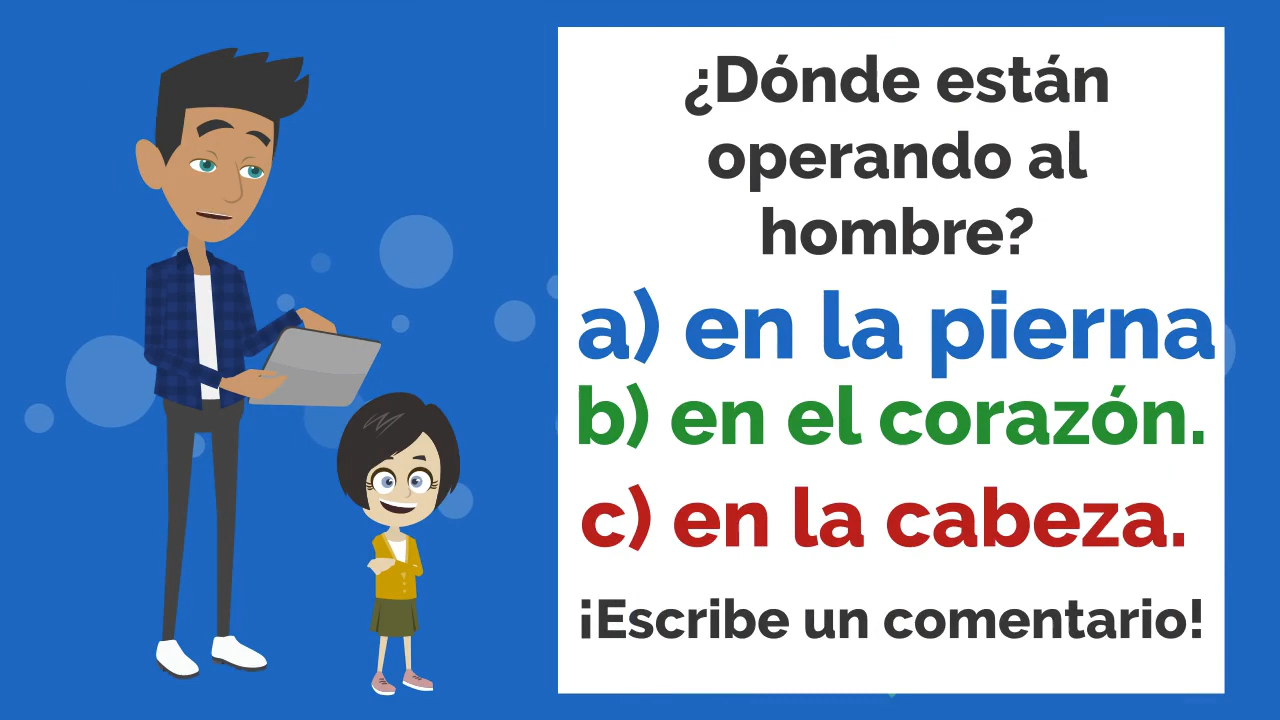 ¿Dónde están
operando al
hombre?
a) en la pierna
b) en el corazón.
c) en la cabeza.
¡Escribe un comentario!